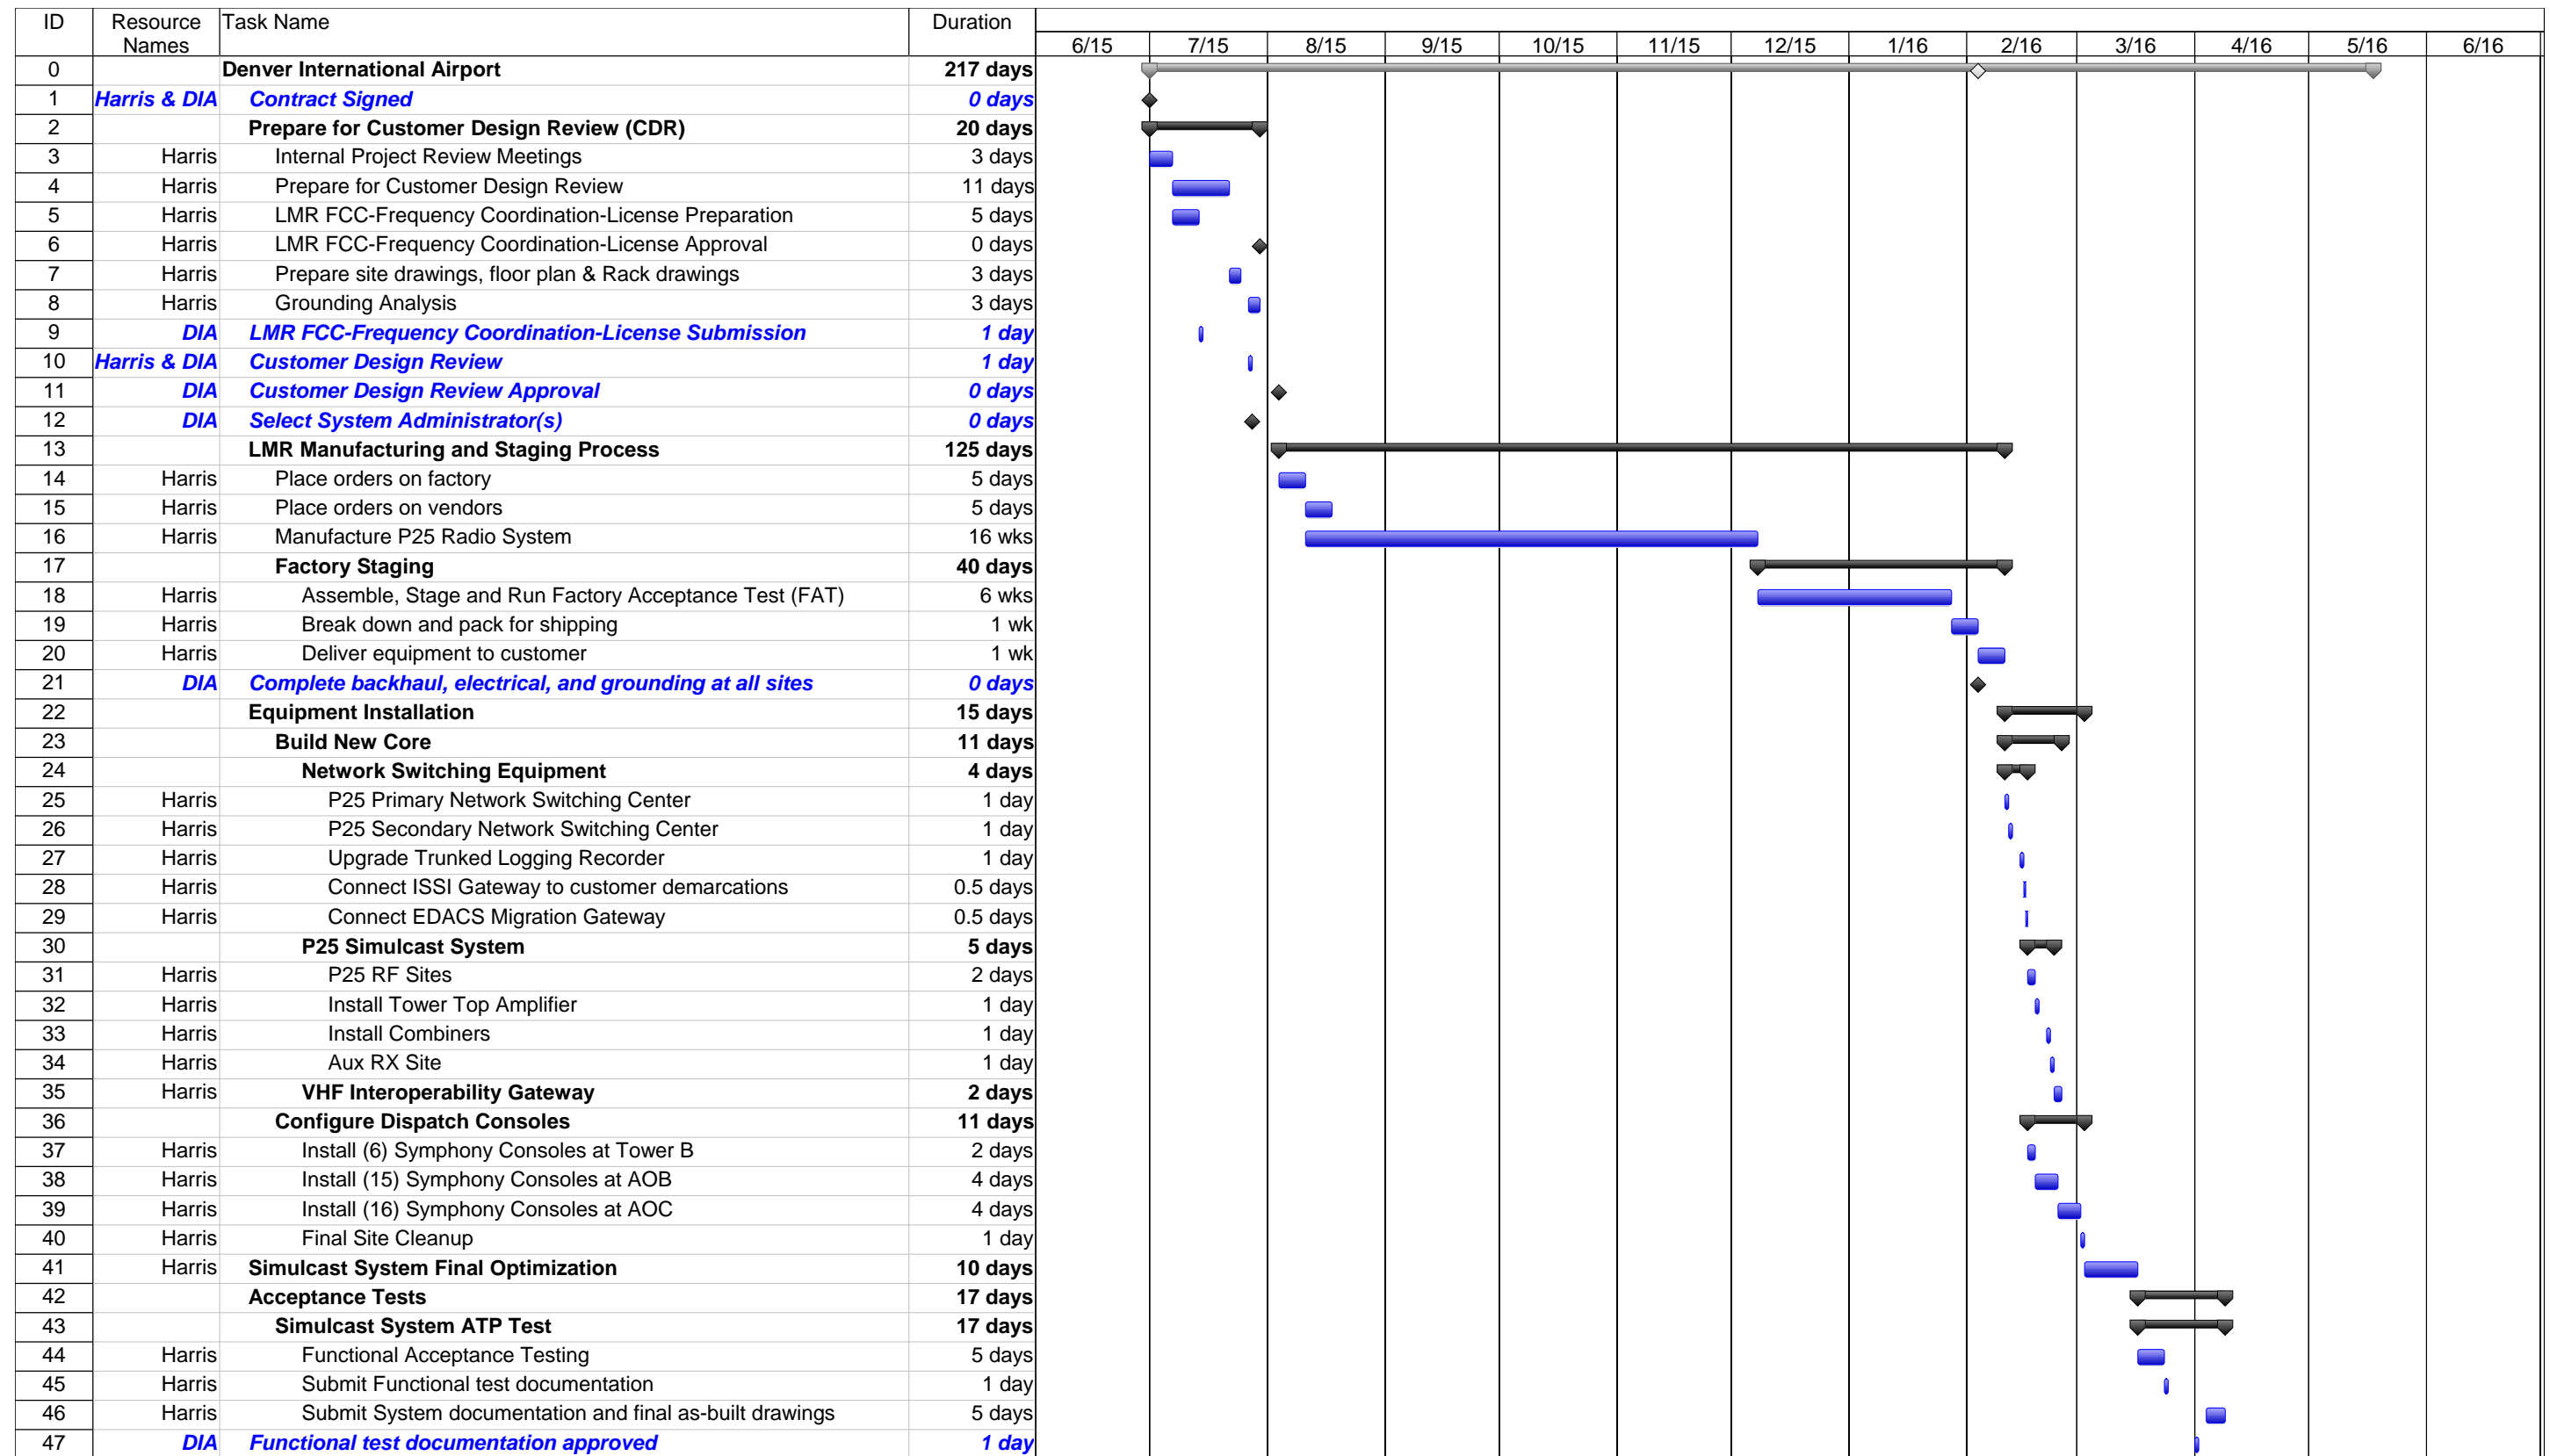 ID Resource Names Task Name Duration
6/15 7/15 8/15 9/15 10/15 11/15 12/15 1/16 2/16 3/16 4/16 5/16 6/16
0 Denver International Airport 217 days
1 Harris & DIA Contract Signed 0 days
2 Prepare for Customer Design Review (CDR) 20 days
3 Harris Internal Project Review Meetings 3 days
4 Harris Prepare for Customer Design Review 11 days
5 Harris LMR FCC-Frequency Coordination-License Preparation 5 days
6 Harris LMR FCC-Frequency Coordination-License Approval 0 days
7 Harris Prepare site drawings, floor plan & Rack drawings 3 days
8 Harris Grounding Analysis 3 days
9 DIA LMR FCC-Frequency Coordination-License Submission 1 day
10 Harris & DIA Customer Design Review 1 day
11 DIA Customer Design Review Approval 0 days
12 DIA Select System Administrator(s) 0 days
13 LMR Manufacturing and Staging Process 125 days
14 Harris Place orders on factory 5 days
15 Harris Place orders on vendors 5 days
16 Harris Manufacture P25 Radio System 16 wks
17 Factory Staging 40 days
18 Harris Assemble, Stage and Run Factory Acceptance Test (FAT) 6 wks
19 Harris Break down and pack for shipping 1 wk
20 Harris Deliver equipment to customer 1 wk
21 DIA Complete backhaul, electrical, and grounding at all sites 0 days
22 Equipment Installation 15 days
23 Build New Core 11 days
24 Network Switching Equipment 4 days
25 Harris P25 Primary Network Switching Center 1 day
26 Harris P25 Secondary Network Switching Center 1 day
27 Harris Upgrade Trunked Logging Recorder 1 day
28 Harris Connect ISSI Gateway to customer demarcations 0.5 days
29 Harris Connect EDACS Migration Gateway 0.5 days
30 P25 Simulcast System 5 days
31 Harris P25 RF Sites 2 days
32 Harris Install Tower Top Amplifier 1 day
33 Harris Install Combiners 1 day
34 Harris Aux RX Site 1 day
35 Harris VHF Interoperability Gateway 2 days
36 Configure Dispatch Consoles 11 days
37 Harris Install (6) Symphony Consoles at Tower B 2 days
38 Harris Install (15) Symphony Consoles at AOB 4 days
39 Harris Install (16) Symphony Consoles at AOC 4 days
40 Harris Final Site Cleanup 1 day
41 Harris Simulcast System Final Optimization 10 days
42 Acceptance Tests 17 days
43 Simulcast System ATP Test 17 days
44 Harris Functional Acceptance Testing 5 days
45 Harris Submit Functional test documentation 1 day
46 Harris Submit System documentation and final as-built drawings 5 days
47 DIA Functional test documentation approved 1 day